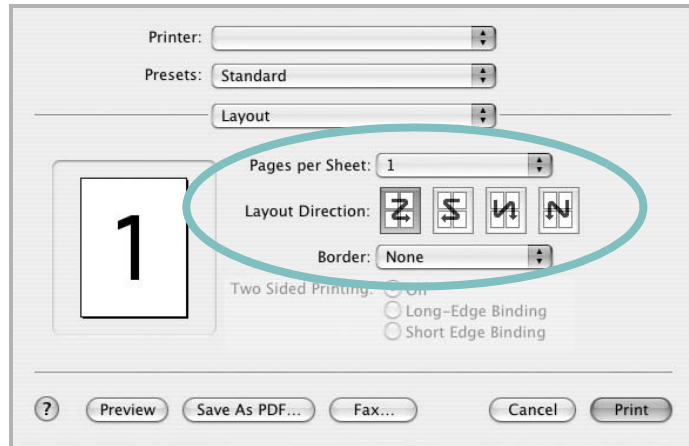 Printer:
Presets: Standard
Layout
Pages per Sheet: 1
Layout Direction:
Border: None
1
Two Sided Printing: Off
Long-Edge Binding
Short Edge Binding
? Preview Save As PDF... Fax... Cancel Print